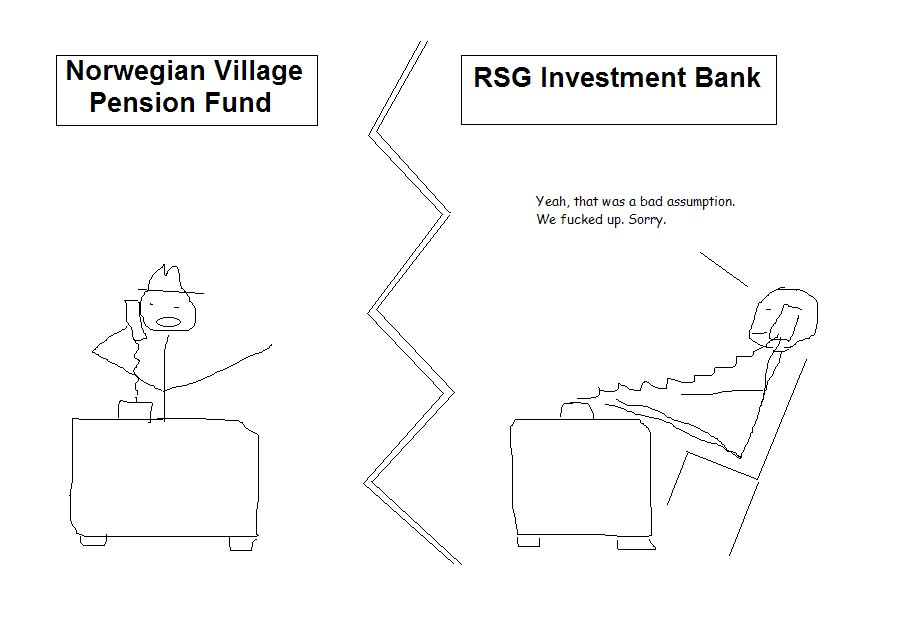 Norwegian Village
Pension Fund
RSG Investment Bank
Yeah, that was a bad assumption.
We fucked up. Sorry.